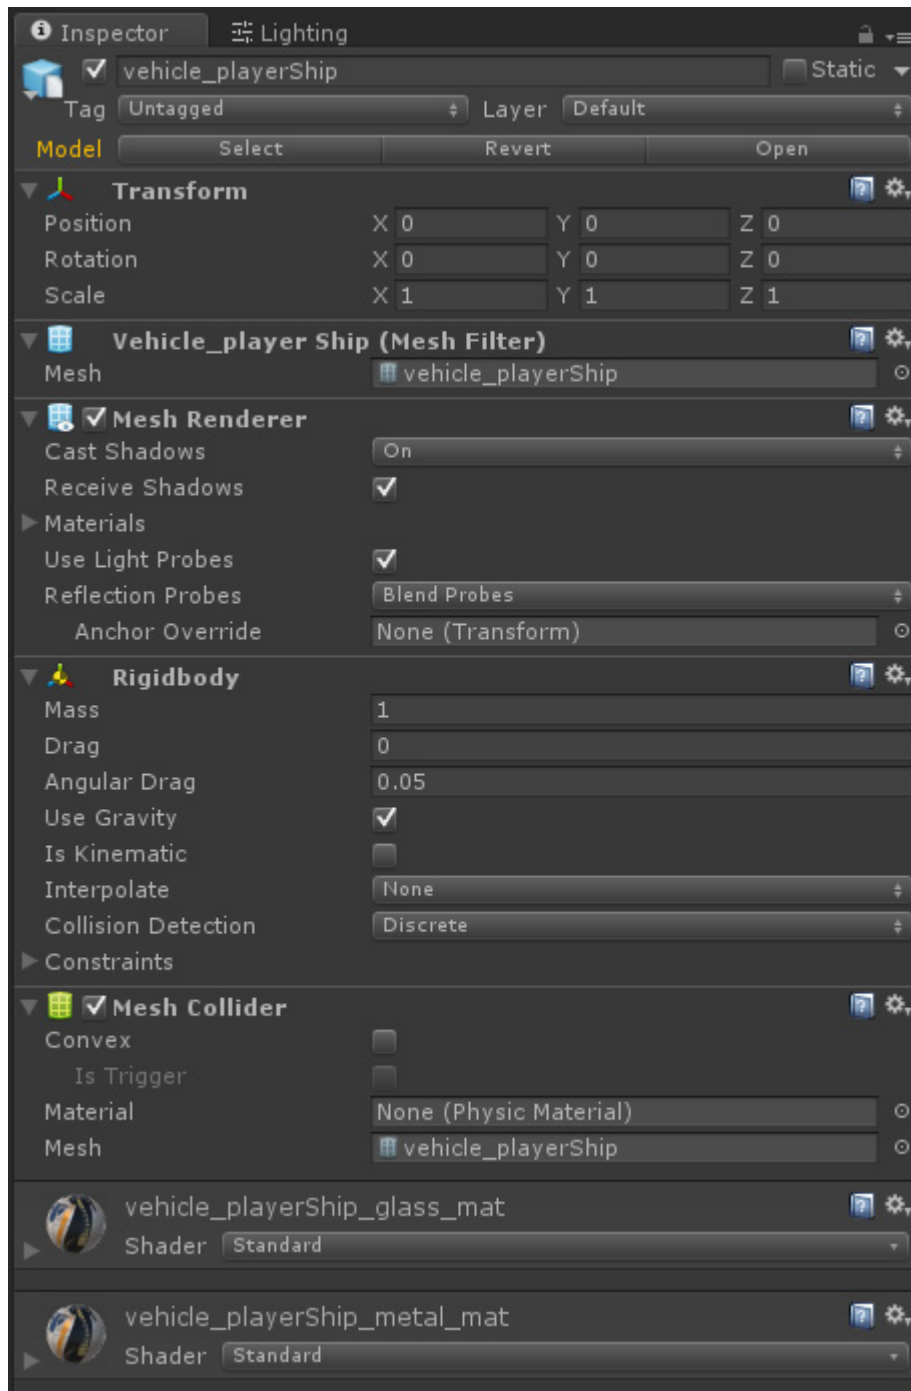 Inspector Lighting
vehicle_playerShip Static
Tag Untagged Layer Default
Model Select Revert Open
Transform
Position X 0 Y 0 Z 0
Rotation X 0 Y 0 Z 0
Scale X 1 Y 1 Z 1
Vehicle_player Ship (Mesh Filter)
Mesh vehicle_playerShip
Mesh Renderer
Cast Shadows On
Receive Shadows
Materials
Use Light Probes
Reflection Probes Blend Probes
Anchor Override None (Transform)
Rigidbody
Mass 1
Drag 0
Angular Drag 0.05
Use Gravity
Is Kinematic
Interpolate None
Collision Detection Discrete
Constraints
Mesh Collider
Convex
Is Trigger
Material None (Physic Material)
Mesh vehicle_playerShip
vehicle_playerShip_glass_mat
Shader Standard
vehicle_playerShip_metal_mat
Shader Standard